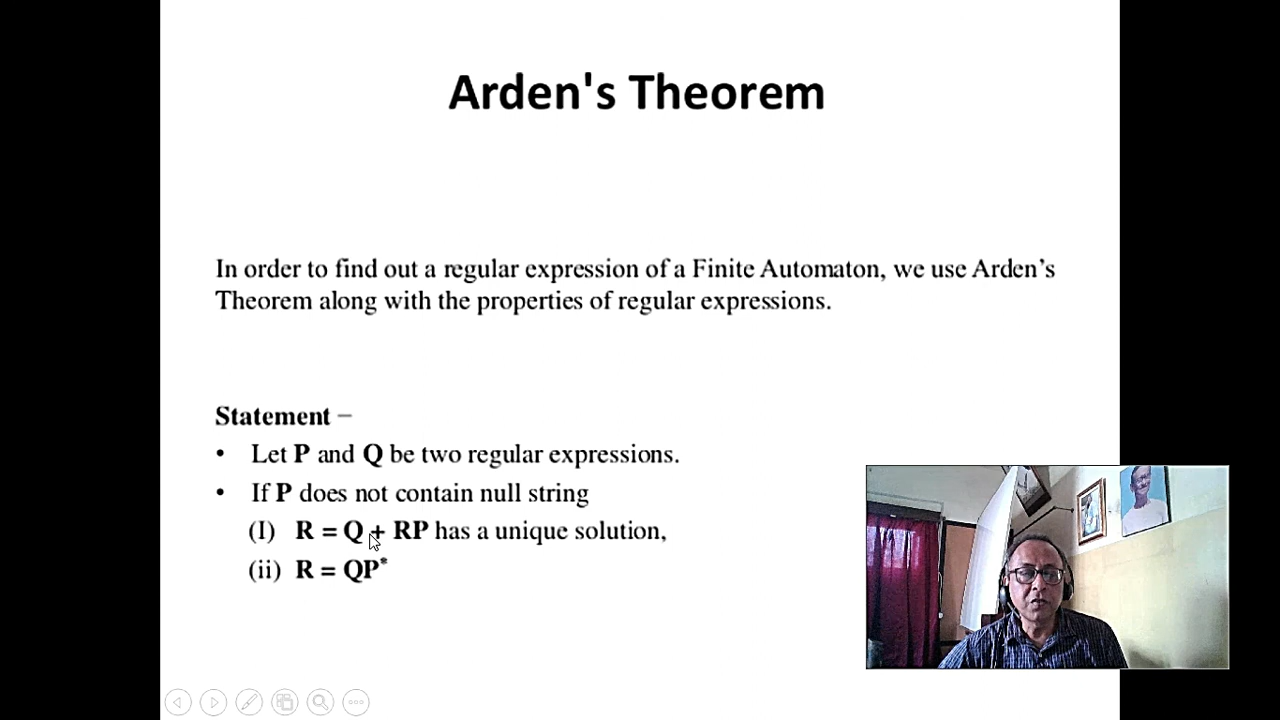 Arden's Theorem
In order to find out a regular expression of a Finite Automaton, we use Arden’s
Theorem along with the properties of regular expressions.
Statement −
• Let P and Q be two regular expressions.
• If P does not contain null string
(I) R = Q + RP has a unique solution,
(ii) R = QP*